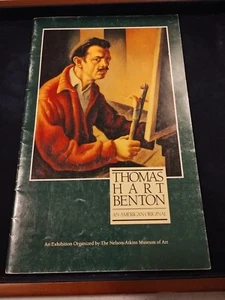 THOMAS
HART
BENTON
AN AMERICAN ORIGINAL
An Exhibition Organized by The Nelson-Atkins Museum of Art